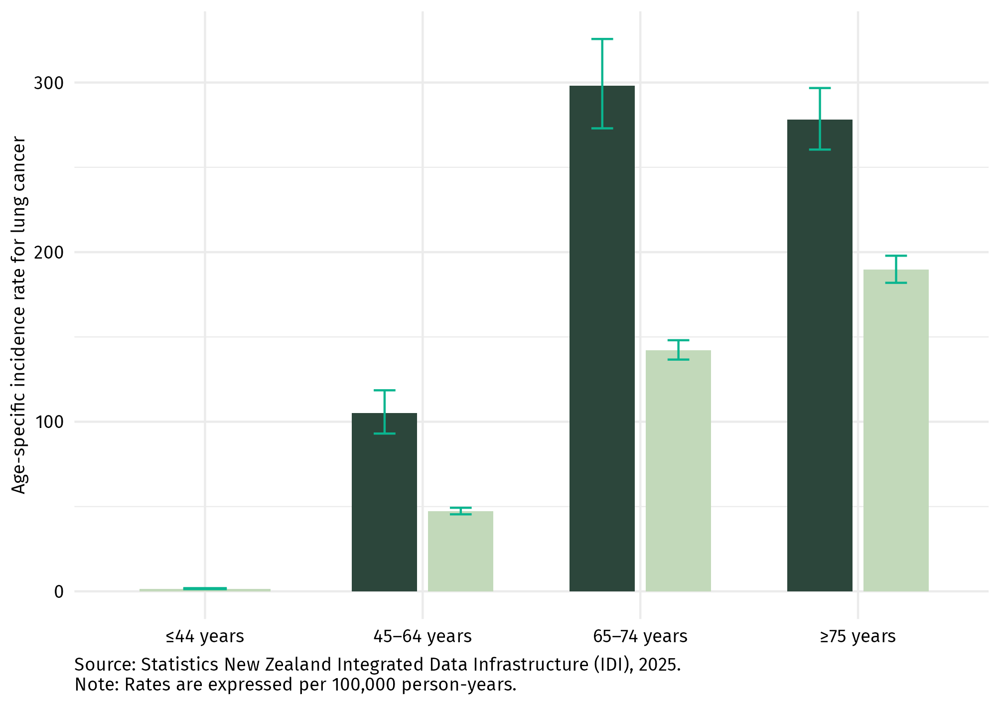 Age-specific incidence rate for lung cancer
300
200
100
0
≤44 years
45–64 years
65–74 years
≥75 years
Source: Statistics New Zealand Integrated Data Infrastructure (IDI), 2025.
Note: Rates are expressed per 100,000 person-years.